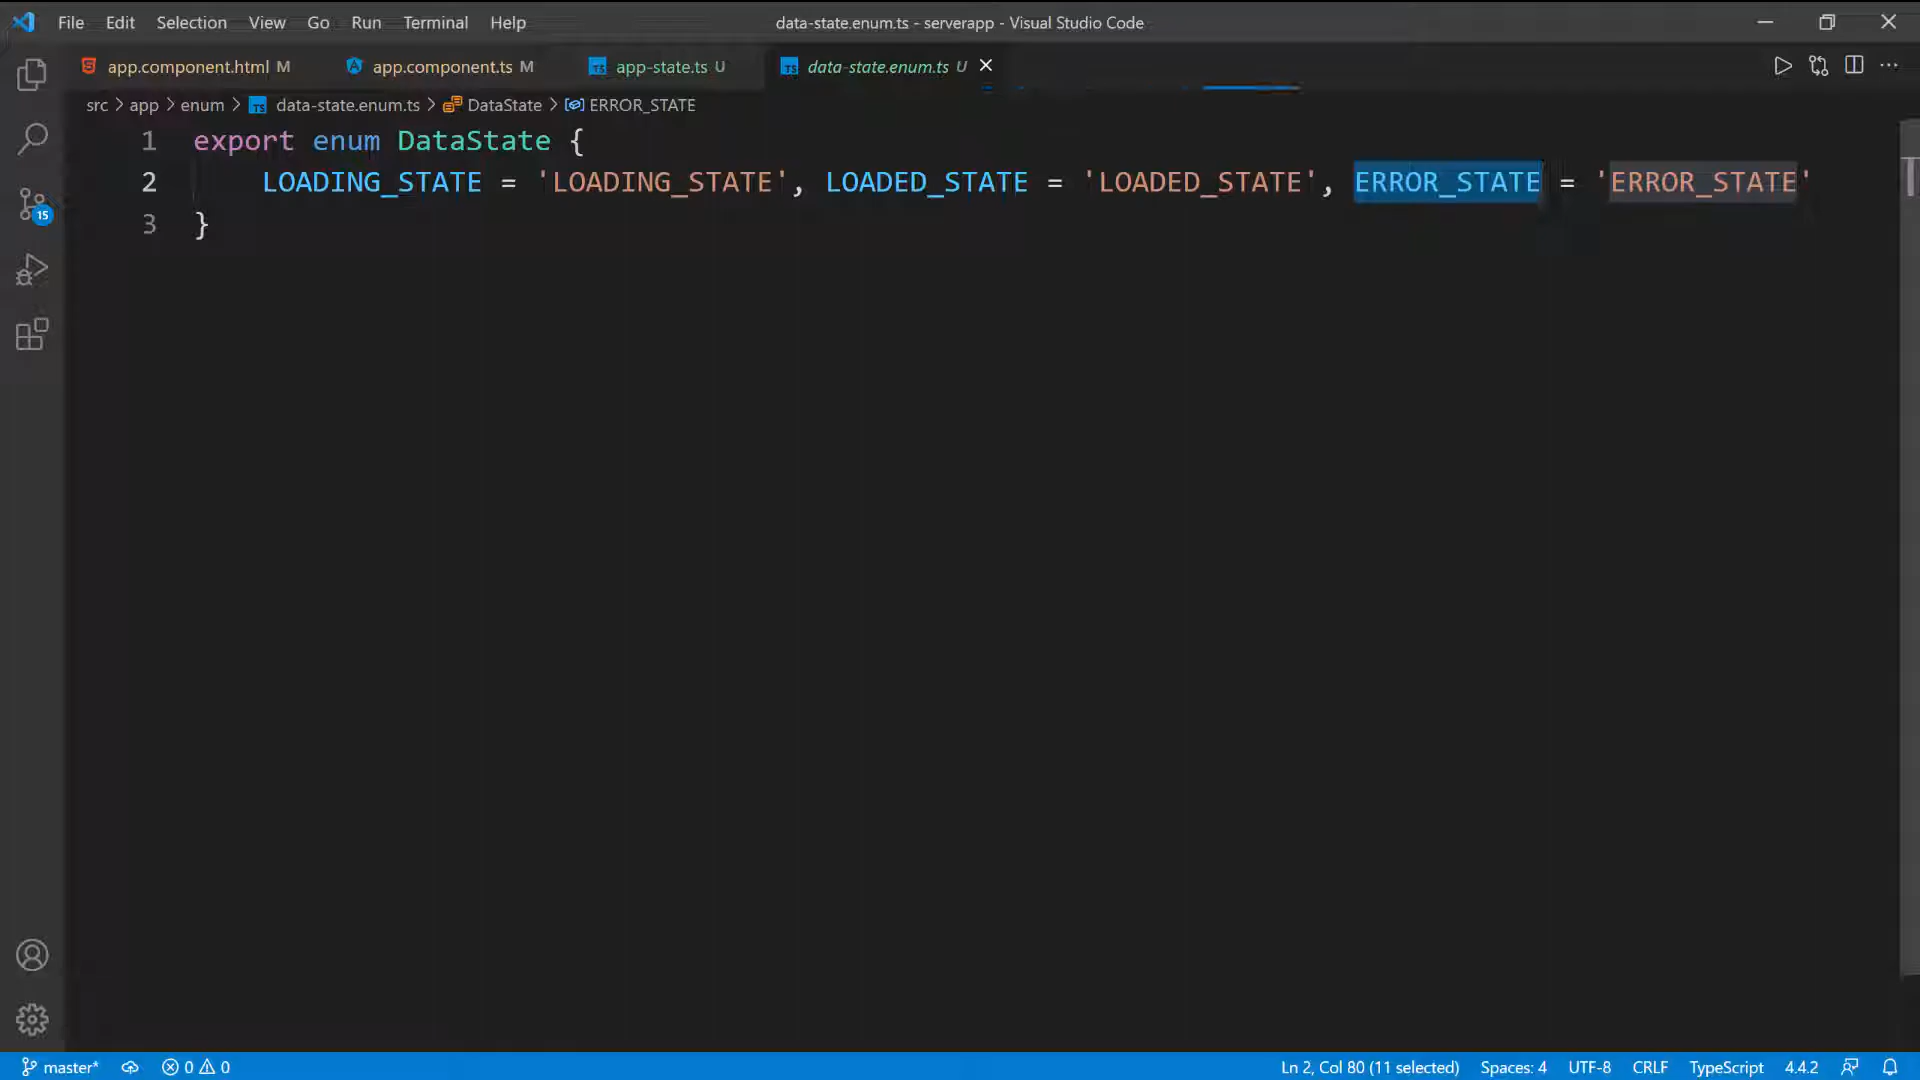 File Edit Selection View Go Run Terminal Help data-state.enum.ts - serverapp - Visual Studio Code
app.component.html M app.component.ts M TS app-state.ts U TS data-state.enum.ts U
src > app > enum > TS data-state.enum.ts > DataState > ERROR_STATE
1 export enum DataState {
2 LOADING_STATE = 'LOADING_STATE', LOADED_STATE = 'LOADED_STATE', ERROR_STATE = 'ERROR_STATE'
3 }
15
master* 0 0 Ln 2, Col 80 (11 selected) Spaces: 4 UTF-8 CRLF TypeScript 4.4.2